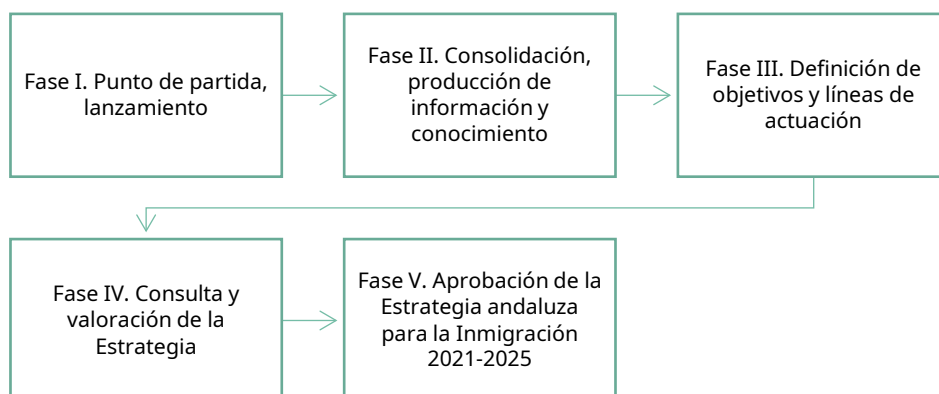 Fase I. Punto de partida,
lanzamiento
Fase II. Consolidación,
producción de
información y
conocimiento
Fase III. Definición de
objetivos y líneas de
actuación
Fase IV. Consulta y
valoración de la
Estrategia
Fase V. Aprobación de la
Estrategia andaluza
para la Inmigración
2021-2025